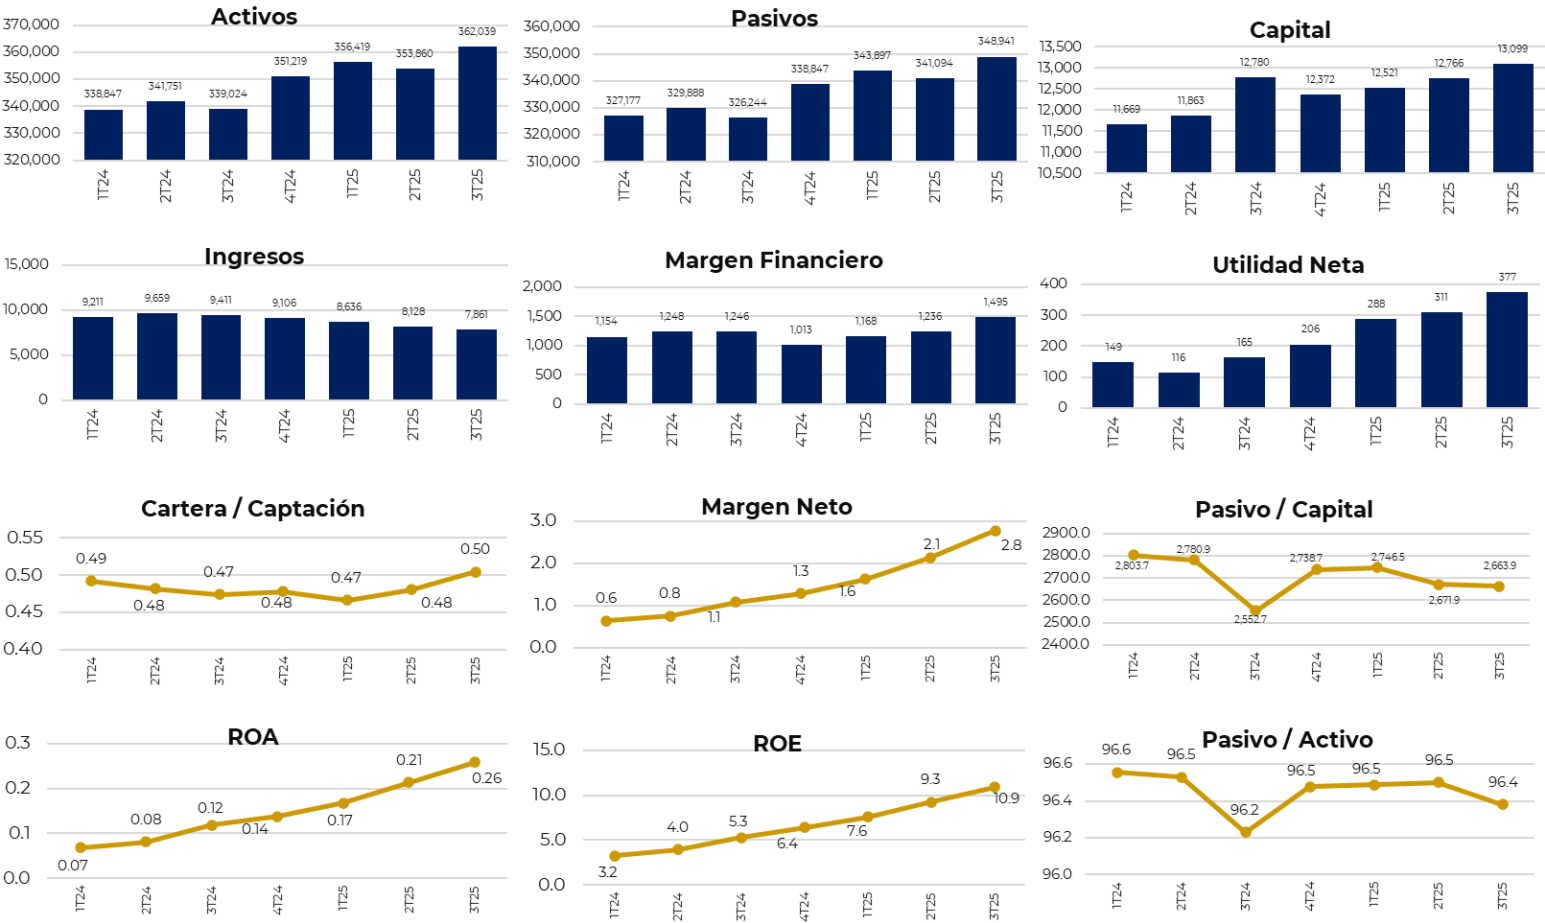 Activos
370,000
360,000
350,000
340,000
330,000
320,000
338,847
341,751
339,024
351,219
356,419
353,860
362,039
1T24
2T24
3T24
4T24
1T25
2T25
3T25
Pasivos
360,000
350,000
340,000
330,000
320,000
310,000
327,177
329,888
326,244
338,847
343,897
341,094
348,941
1T24
2T24
3T24
4T24
1T25
2T25
3T25
Capital
13,500
13,000
12,500
12,000
11,500
11,000
10,500
11,669
11,863
12,780
12,372
12,521
12,766
13,099
1T24
2T24
3T24
4T24
1T25
2T25
3T25
Ingresos
15,000
10,000
5,000
0
9,211
9,659
9,411
9,106
8,636
8,128
7,861
1T24
2T24
3T24
4T24
1T25
2T25
3T25
Margen Financiero
2,000
1,500
1,000
500
0
1,154
1,248
1,246
1,013
1,168
1,236
1,495
1T24
2T24
3T24
4T24
1T25
2T25
3T25
Utilidad Neta
400
300
200
100
0
149
116
165
206
288
311
377
1T24
2T24
3T24
4T24
1T25
2T25
3T25
Cartera / Captación
0.55
0.50
0.45
0.40
0.49
0.48
0.47
0.48
0.47
0.48
0.50
1T24
2T24
3T24
4T24
1T25
2T25
3T25
Margen Neto
3.0
2.0
1.0
0.0
0.6
0.8
1.1
1.3
1.6
2.1
2.8
1T24
2T24
3T24
4T24
1T25
2T25
3T25
Pasivo / Capital
2900.0
2800.0
2700.0
2600.0
2500.0
2400.0
2,803.7
2,780.9
2,552.7
2,738.7
2,746.5
2,671.9
2,663.9
1T24
2T24
3T24
4T24
1T25
2T25
3T25
ROA
0.3
0.2
0.1
0.0
0.07
0.08
0.12
0.14
0.17
0.21
0.26
1T24
2T24
3T24
4T24
1T25
2T25
3T25
ROE
15.0
10.0
5.0
0.0
3.2
4.0
5.3
6.4
7.6
9.3
10.9
1T24
2T24
3T24
4T24
1T25
2T25
3T25
Pasivo / Activo
96.6
96.4
96.2
96.0
96.6
96.5
96.2
96.5
96.5
96.5
96.4
1T24
2T24
3T24
4T24
1T25
2T25
3T25